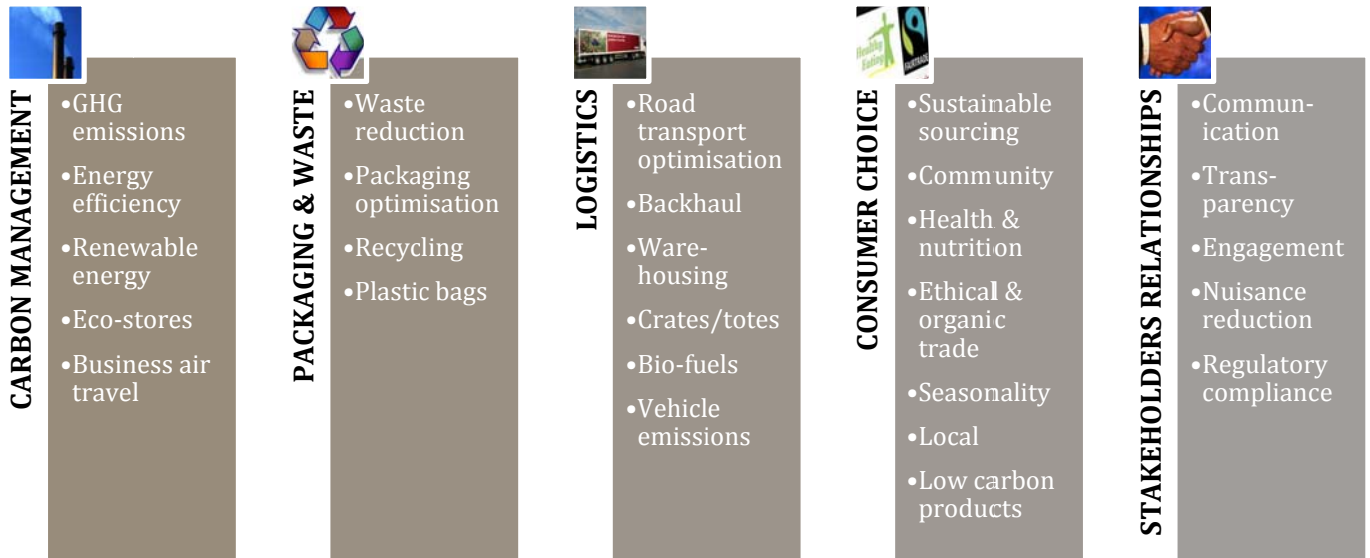 CARBON MANAGEMENT
•GHG
emissions
•Energy
efficiency
•Renewable
energy
•Eco-stores
•Business air
travel
PACKAGING & WASTE
•Waste
reduction
•Packaging
optimisation
•Recycling
•Plastic bags
LOGISTICS
•Road
transport
optimisation
•Backhaul
•Ware-
housing
•Crates/totes
•Bio-fuels
•Vehicle
emissions
Healthy
Eating
FAIRTRADE
CONSUMER CHOICE
•Sustainable
sourcing
•Community
•Health &
nutrition
•Ethical &
organic
trade
•Seasonality
•Local
•Low carbon
products
STAKEHOLDERS RELATIONSHIPS
•Commun-
ication
•Trans-
parency
•Engagement
•Nuisance
reduction
•Regulatory
compliance